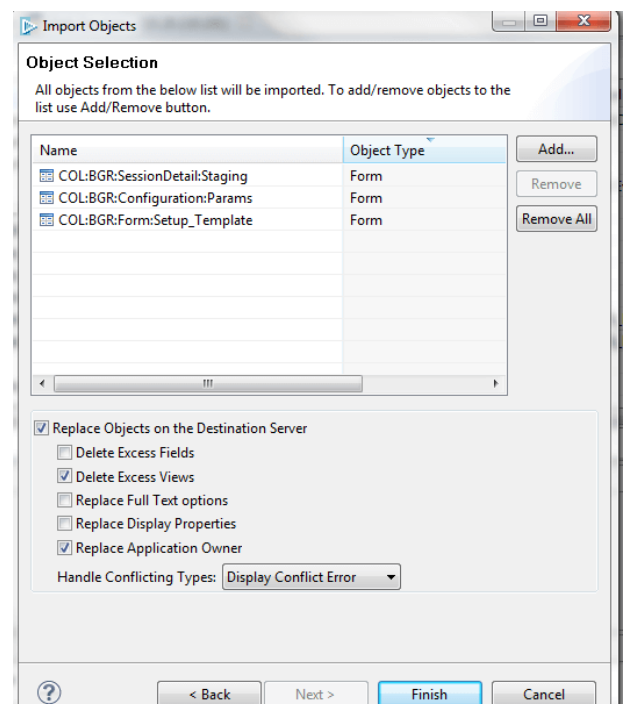 Import Objects
Object Selection
All objects from the below list will be imported. To add/remove objects to the
list use Add/Remove button.
Name Object Type Add...
COL:BGR:SessionDetail:Staging Form Remove
COL:BGR:Configuration:Params Form
COL:BGR:Form:Setup_Template Form Remove All
Replace Objects on the Destination Server
Delete Excess Fields
Delete Excess Views
Replace Full Text options
Replace Display Properties
Replace Application Owner
Handle Conflicting Types: Display Conflict Error
? < Back Next > Finish Cancel